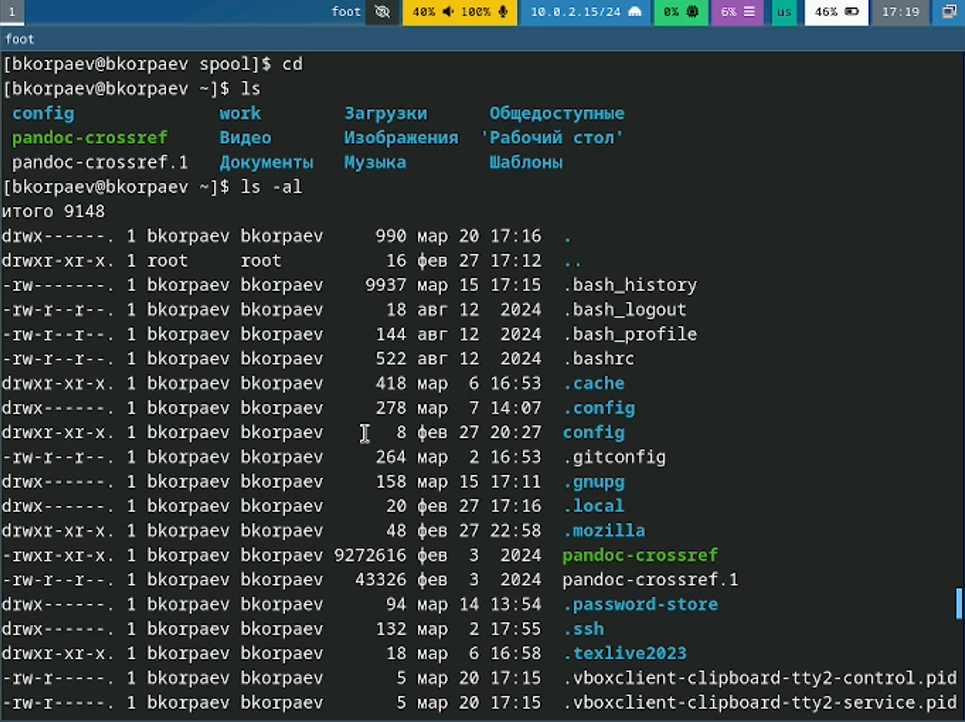 1 foot 40% 100% 10.0.2.15/24 0% 6% us 46% 17:19
foot
[bkorpaev@bkorpaev spool]$ cd
[bkorpaev@bkorpaev ~]$ ls
config work Загрузки Общедоступные
pandoc-crossref Видео Изображения 'Рабочий стол'
pandoc-crossref.1 Документы Музыка Шаблоны
[bkorpaev@bkorpaev ~]$ ls -al
итого 9148
drwx------. 1 bkorpaev bkorpaev 990 мар 20 17:16 .
drwxr-xr-x. 1 root root 16 фев 27 17:12 ..
-rw-------. 1 bkorpaev bkorpaev 9937 мар 15 17:15 .bash_history
-rw-r--r--. 1 bkorpaev bkorpaev 18 авг 12 2024 .bash_logout
-rw-r--r--. 1 bkorpaev bkorpaev 144 авг 12 2024 .bash_profile
-rw-r--r--. 1 bkorpaev bkorpaev 522 авг 12 2024 .bashrc
drwxr-xr-x. 1 bkorpaev bkorpaev 418 мар 6 16:53 .cache
drwx------. 1 bkorpaev bkorpaev 278 мар 7 14:07 .config
drwxr-xr-x. 1 bkorpaev bkorpaev 8 фев 27 20:27 config
-rw-r--r--. 1 bkorpaev bkorpaev 264 мар 2 16:53 .gitconfig
drwx------. 1 bkorpaev bkorpaev 158 мар 15 17:11 .gnupg
drwx------. 1 bkorpaev bkorpaev 20 фев 27 17:16 .local
drwxr-xr-x. 1 bkorpaev bkorpaev 48 фев 27 22:58 .mozilla
-rwxr-xr-x. 1 bkorpaev bkorpaev 9272616 фев 3 2024 pandoc-crossref
-rw-r--r--. 1 bkorpaev bkorpaev 43326 фев 3 2024 pandoc-crossref.1
drwx------. 1 bkorpaev bkorpaev 94 мар 14 13:54 .password-store
drwx------. 1 bkorpaev bkorpaev 132 мар 2 17:55 .ssh
drwxr-xr-x. 1 bkorpaev bkorpaev 18 мар 6 16:58 .texlive2023
-rw-r-----. 1 bkorpaev bkorpaev 5 мар 20 17:15 .vboxclient-clipboard-tty2-control.pid
-rw-r-----. 1 bkorpaev bkorpaev 5 мар 20 17:15 .vboxclient-clipboard-tty2-service.pid